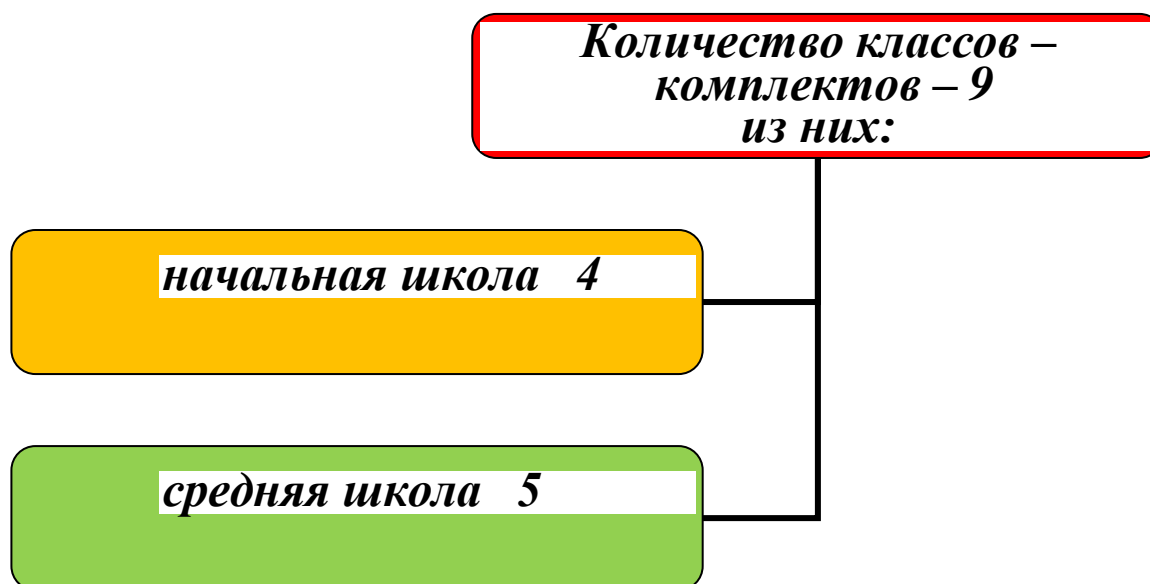 Количество классов –
комплектов – 9
из них:
начальная школа 4
средняя школа 5